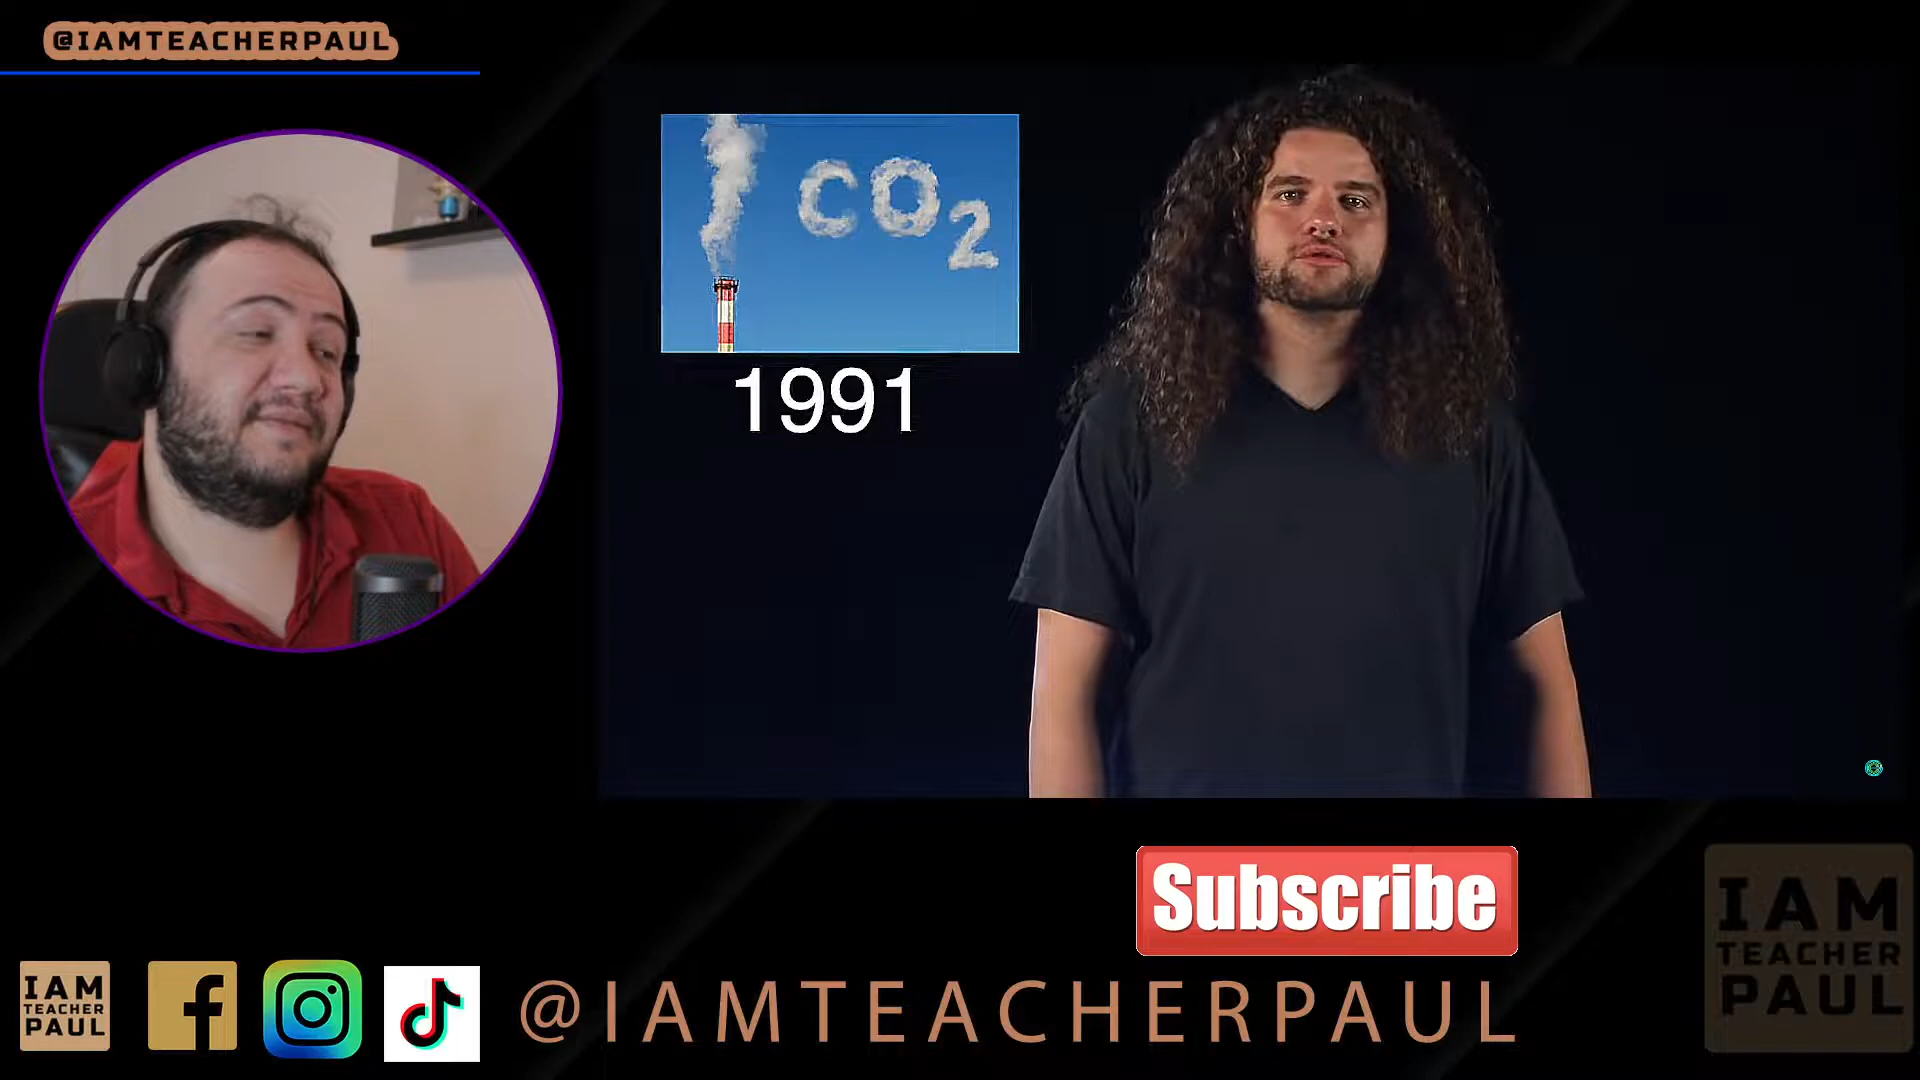 @IAMTEACHERPAUL
CO2
1991
Subscribe
IAM
TEACHER
PAUL
IAM
TEACHER
PAUL
@IAMTEACHERPAUL